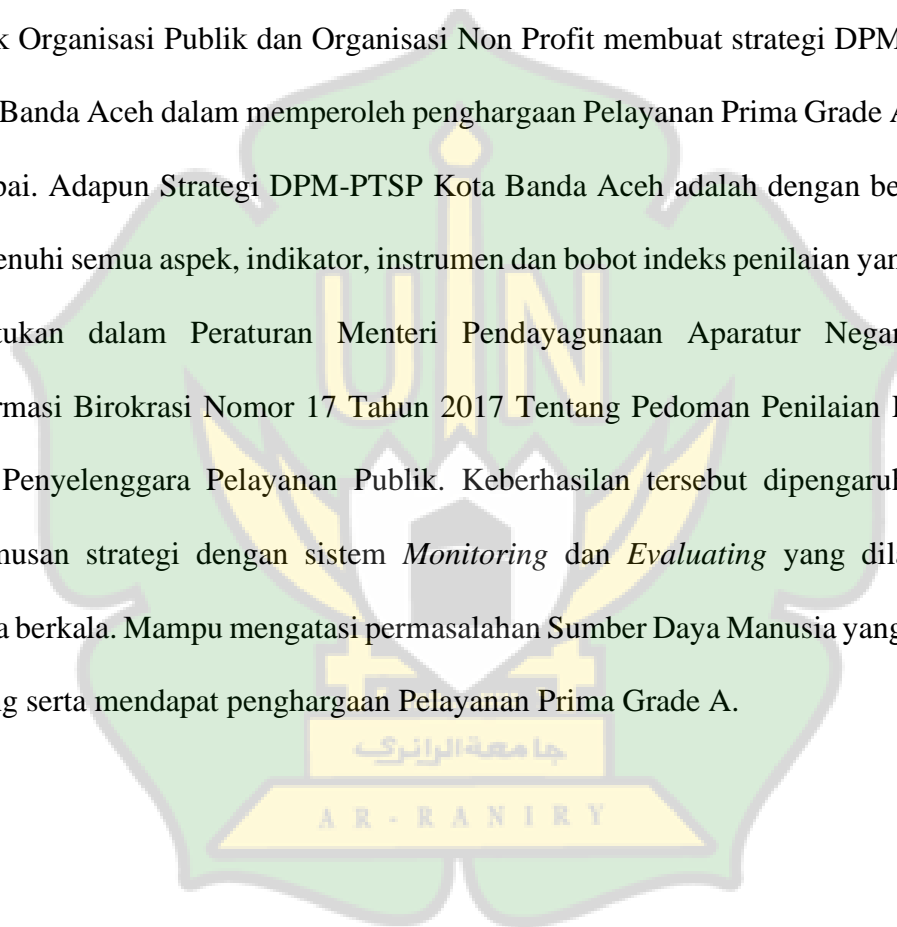 k Organisasi Publik dan Organisasi Non Profit membuat strategi DPM
Banda Aceh dalam memperoleh penghargaan Pelayanan Prima Grade A
pai. Adapun Strategi DPM-PTSP Kota Banda Aceh adalah dengan be
enuhi semua aspek, indikator, instrumen dan bobot indeks penilaian yan
tukan dalam Peraturan Menteri Pendayagunaan Aparatur Negar
rmasi Birokrasi Nomor 17 Tahun 2017 Tentang Pedoman Penilaian
Penyelenggara Pelayanan Publik. Keberhasilan tersebut dipengaru
musan strategi dengan sistem Monitoring dan Evaluating yang dila
a berkala. Mampu mengatasi permasalahan Sumber Daya Manusia yang
g serta mendapat penghargaan Pelayanan Prima Grade A.
UIN
جامعة الرانري
AR-RANIRY